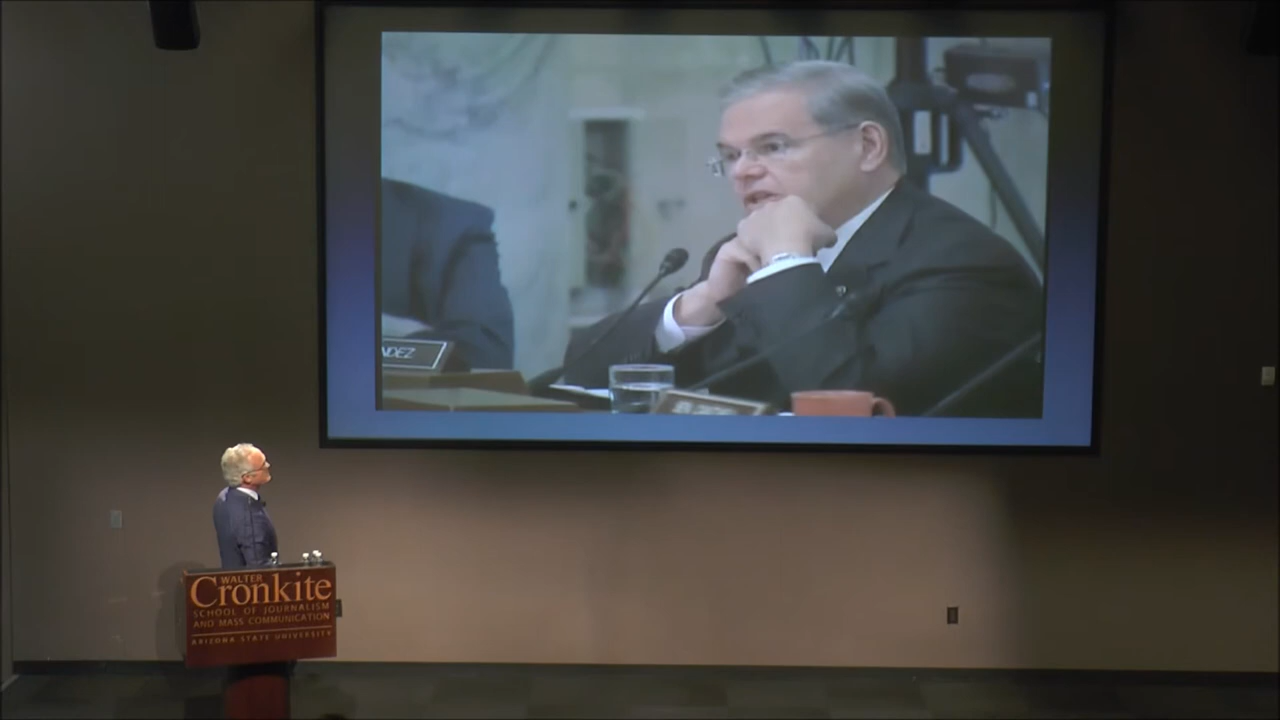 NDEZ
WALTER
Cronkite
SCHOOL OF JOURNALISM
AND MASS COMMUNICATION
ARIZONA STATE UNIVERSITY